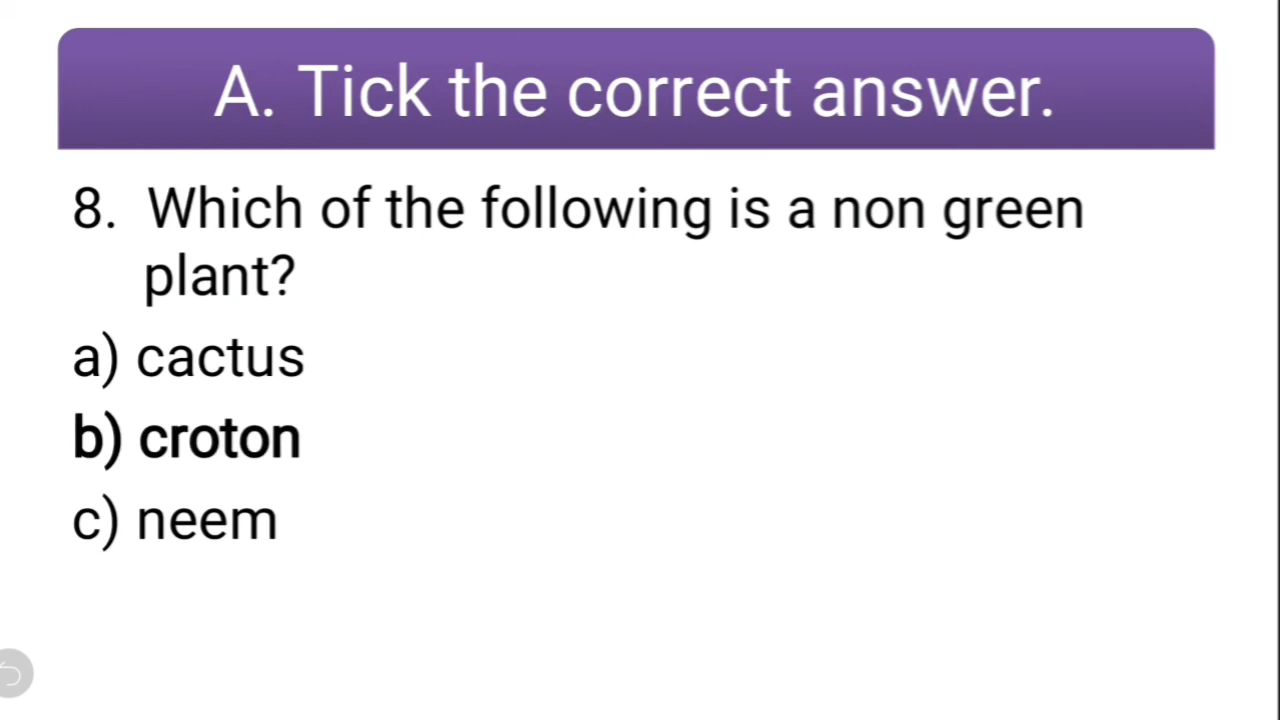 A. Tick the correct answer.
8. Which of the following is a non green
plant?
a) cactus
b) croton
c) neem